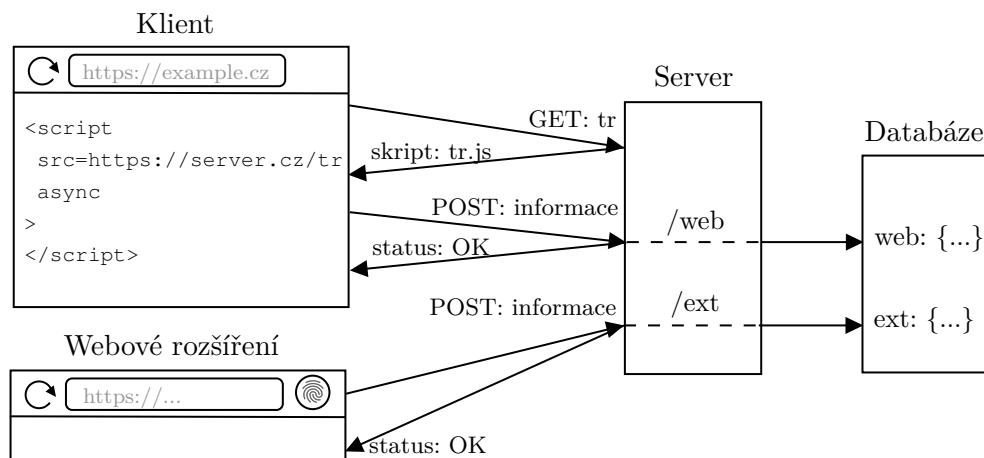 Klient
https://example.cz
<script
src=https://server.cz/tr
async
>
</script>
GET: tr
skript: tr.js
POST: informace
status: OK
POST: informace
Server
/web
/ext
Databáze
web: {...}
ext: {...}
Webové rozšíření
https://...
status: OK